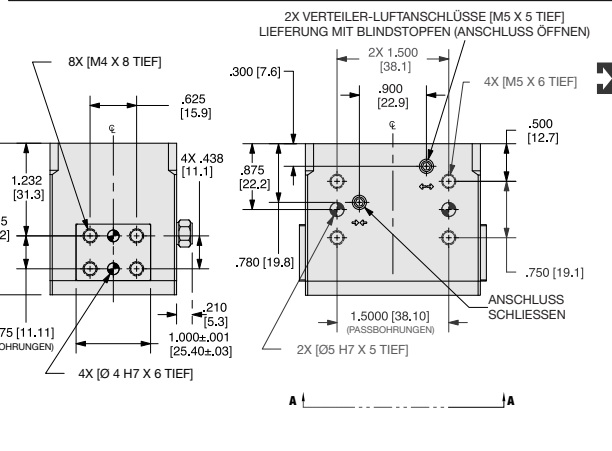 2X VERTEILER-LUFTANSCHLÜSSE [M5 X 5 TIEF]
LIEFERUNG MIT BLINDSTOPFEN (ANSCHLUSS ÖFFNEN)
8X [M4 X 8 TIEF]
.625
[15.9]
4X .438
[11.1]
1.232
[31.3]
.210
[5.3]
1.000±.001
[25.40±.03]
75 [11.11]
OHRUNGEN)
4X [Ø 4 H7 X 6 TIEF]
2X 1.500
[38.1]
.300 [7.6]
.900
[22.9]
4X [M5 X 6 TIEF]
.500
[12.7]
.875
[22.2]
.780 [19.8]
.750 [19.1]
ANSCHLUSS
SCHLIESSEN
1.5000 [38.10]
(PASSBOHRUNGEN)
2X [Ø5 H7 X 5 TIEF]
A
A